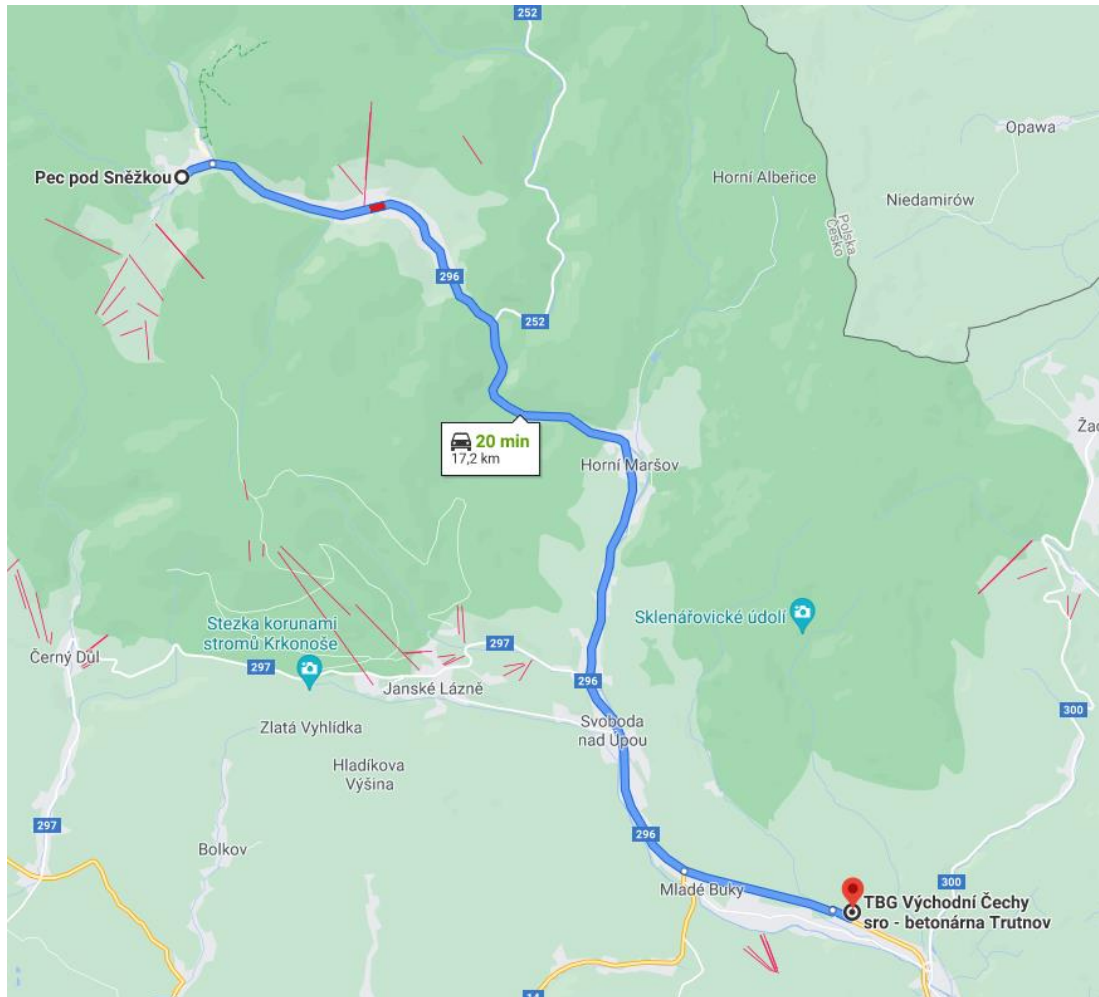 252
Opawa
Pec pod Sněžkou
Horní Albeřice
Niedamirów
Polska
Česko
296
252
20 min
17,2 km
Horní Maršov
Žac
Stezka korunami
stromů Krkonoše
Sklenářovické údolí
297
Černý Důl
297
Janské Lázně
296
300
Zlatá Vyhlídka
Svoboda
nad Úpou
Hladíkova
Výšina
297
296
Bolkov
Mladé Buky
300
TBG Východní Čechy
sro - betonárna Trutnov
14